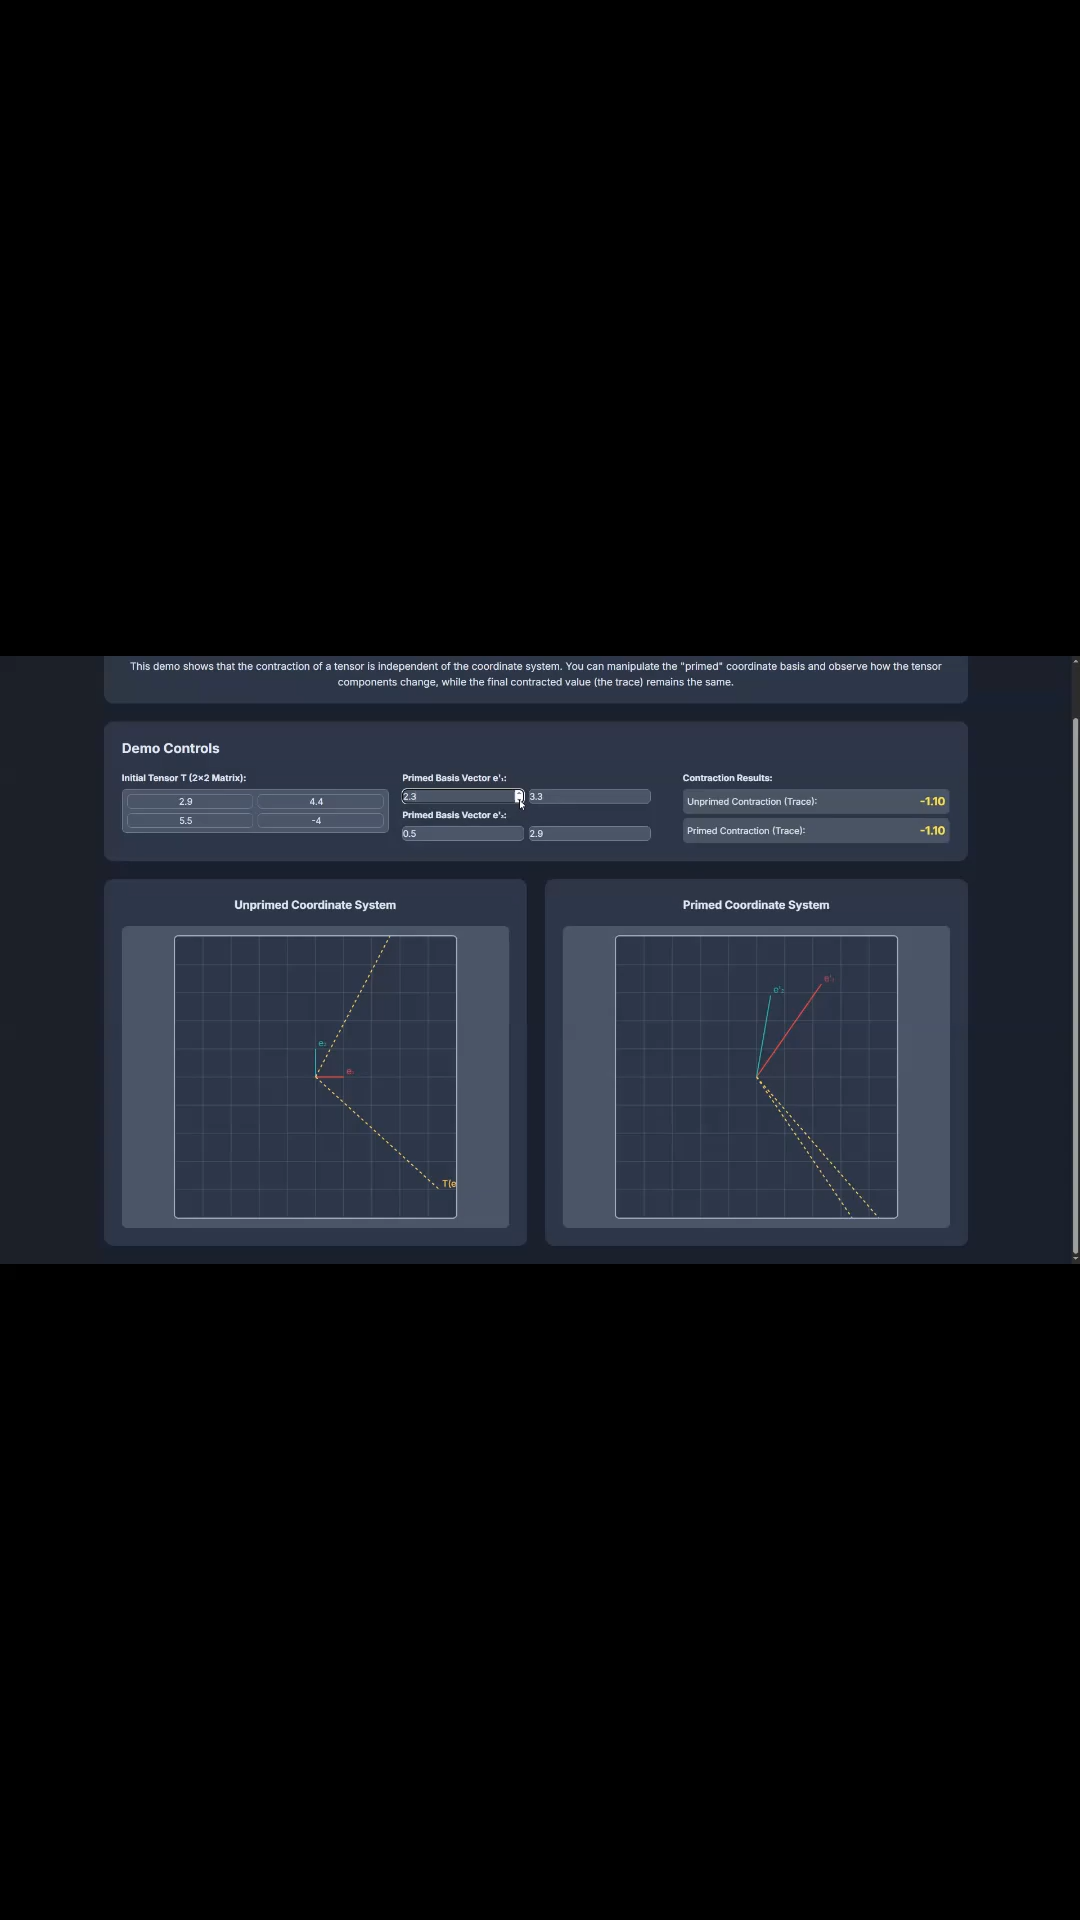 This demo shows that the contraction of a tensor is independent of the coordinate system. You can manipulate the "primed" coordinate basis and observe how the tensor
components change, while the final contracted value (the trace) remains the same.
Demo Controls
Initial Tensor T (2×2 Matrix):
2.9 4.4
5.5 -4
Primed Basis Vector e'₁:
2.3 3.3
Primed Basis Vector e'₂:
0.5 2.9
Contraction Results:
Unprimed Contraction (Trace): -1.10
Primed Contraction (Trace): -1.10
Unprimed Coordinate System
e₂
e₁
T(e
Primed Coordinate System
e'₂
e'₁